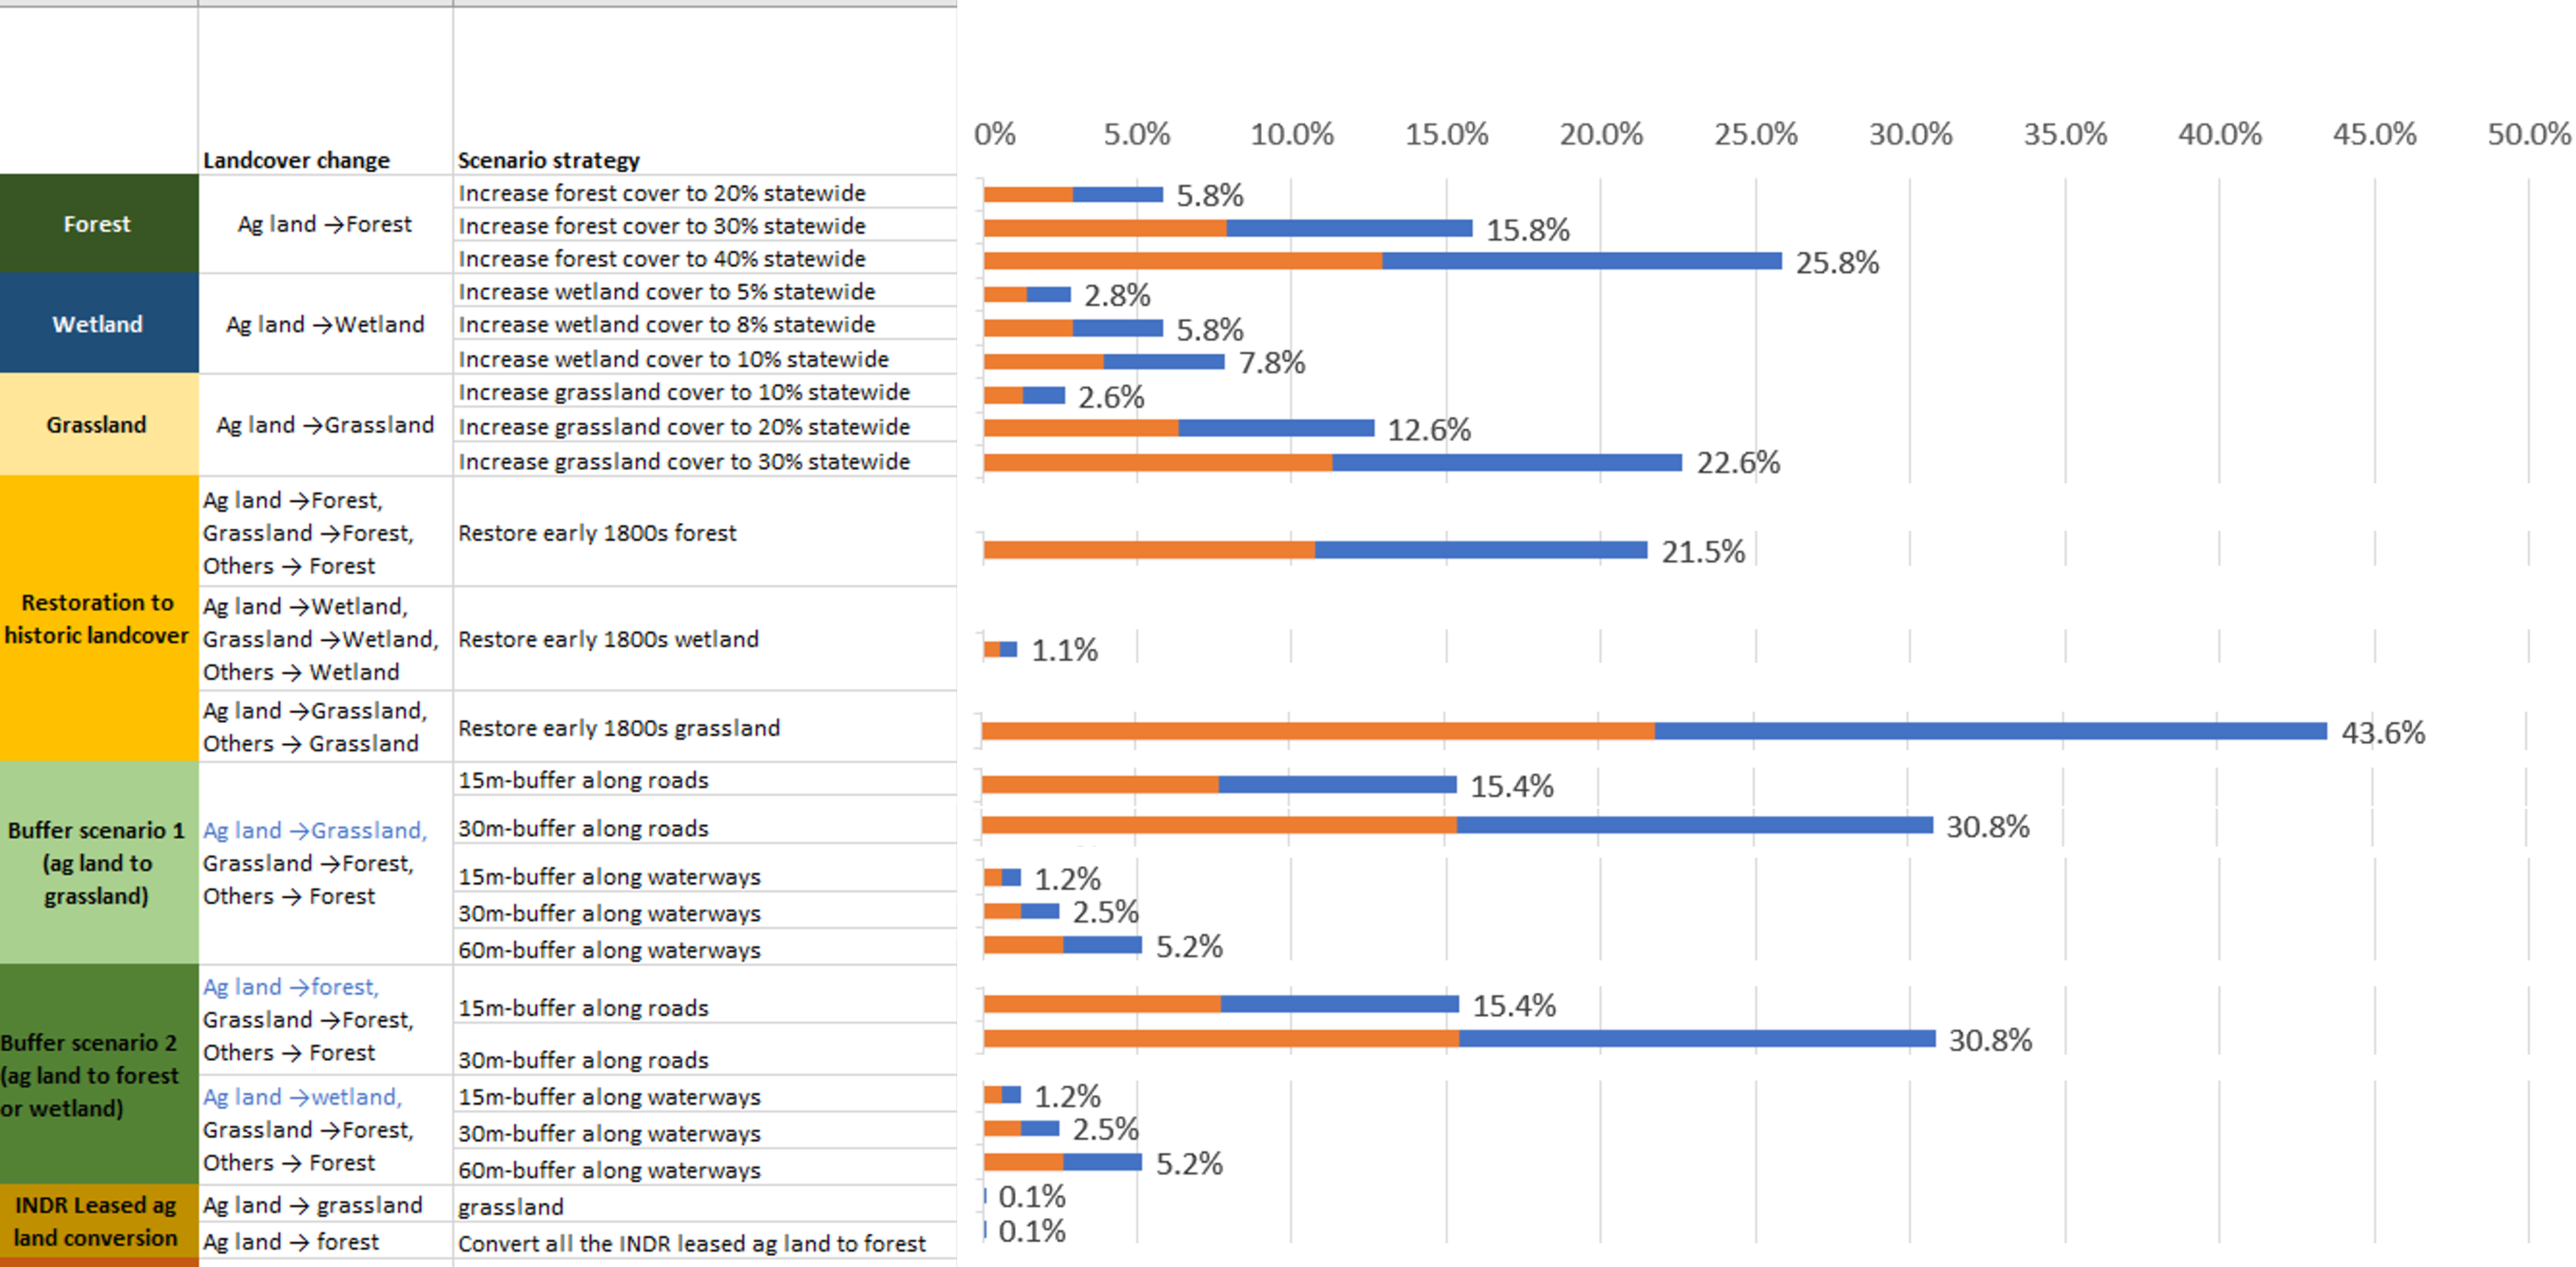 0% 5.0% 10.0% 15.0% 20.0% 25.0% 30.0% 35.0% 40.0% 45.0% 50.0%
Landcover change Scenario strategy
Forest
Ag land →Forest
Increase forest cover to 20% statewide 5.8%
Increase forest cover to 30% statewide 15.8%
Increase forest cover to 40% statewide 25.8%
Wetland
Ag land →Wetland
Increase wetland cover to 5% statewide 2.8%
Increase wetland cover to 8% statewide 5.8%
Increase wetland cover to 10% statewide 7.8%
Grassland
Ag land →Grassland
Increase grassland cover to 10% statewide 2.6%
Increase grassland cover to 20% statewide 12.6%
Increase grassland cover to 30% statewide 22.6%
Restoration to
historic landcover
Ag land →Forest,
Grassland →Forest,
Others → Forest
Restore early 1800s forest 21.5%
Ag land →Wetland,
Grassland →Wetland,
Others → Wetland
Restore early 1800s wetland 1.1%
Ag land →Grassland,
Others → Grassland
Restore early 1800s grassland 43.6%
Buffer scenario 1
(ag land to
grassland)
Ag land →Grassland,
Grassland →Forest,
Others → Forest
15m-buffer along roads 15.4%
30m-buffer along roads 30.8%
15m-buffer along waterways 1.2%
30m-buffer along waterways 2.5%
60m-buffer along waterways 5.2%
Buffer scenario 2
(ag land to forest
or wetland)
Ag land →forest,
Grassland →Forest,
Others → Forest
15m-buffer along roads 15.4%
30m-buffer along roads 30.8%
Ag land →wetland,
Grassland →Forest,
Others → Forest
15m-buffer along waterways 1.2%
30m-buffer along waterways 2.5%
60m-buffer along waterways 5.2%
INDR Leased ag
land conversion
Ag land → grassland
grassland 0.1%
Ag land → forest
Convert all the INDR leased ag land to forest 0.1%